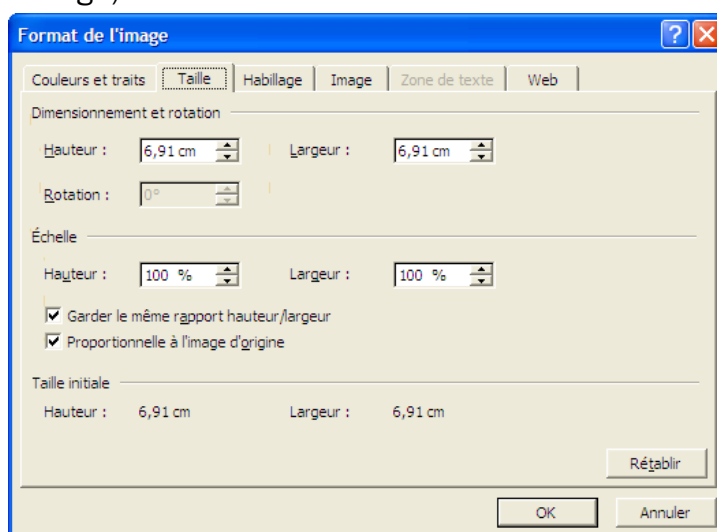 Format de l'image
Couleurs et traits Taille Habillage Image Zone de texte Web
Dimensionnement et rotation
Hauteur : 6,91 cm Largeur : 6,91 cm
Rotation : 0°
Échelle
Hauteur : 100 % Largeur : 100 %
Garder le même rapport hauteur/largeur
Proportionnelle à l'image d'origine
Taille initiale
Hauteur : 6,91 cm Largeur : 6,91 cm
Rétablir
OK Annuler